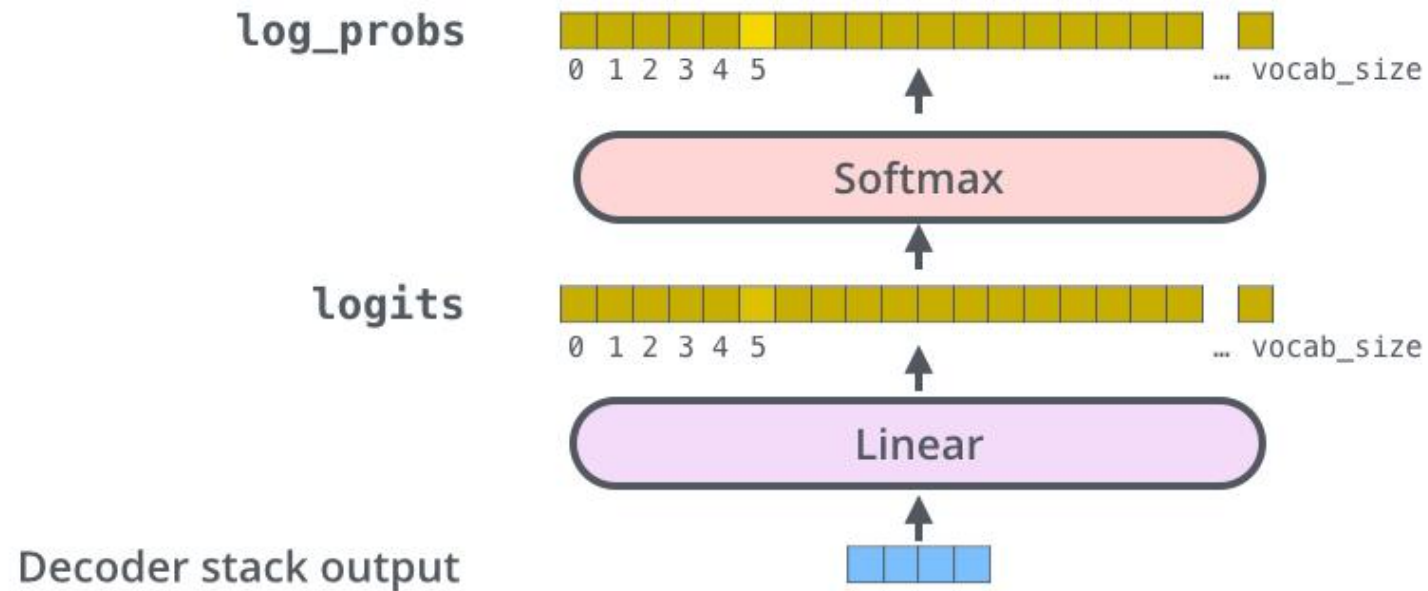 log_probs
0 1 2 3 4 5 … vocab_size
Softmax
logits
0 1 2 3 4 5 … vocab_size
Linear
Decoder stack output